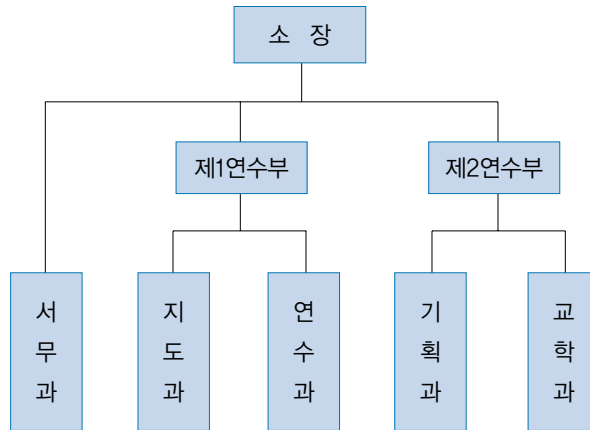 소 장
제1연수부
제2연수부
서무과
지도과
연수과
기획과
교학과